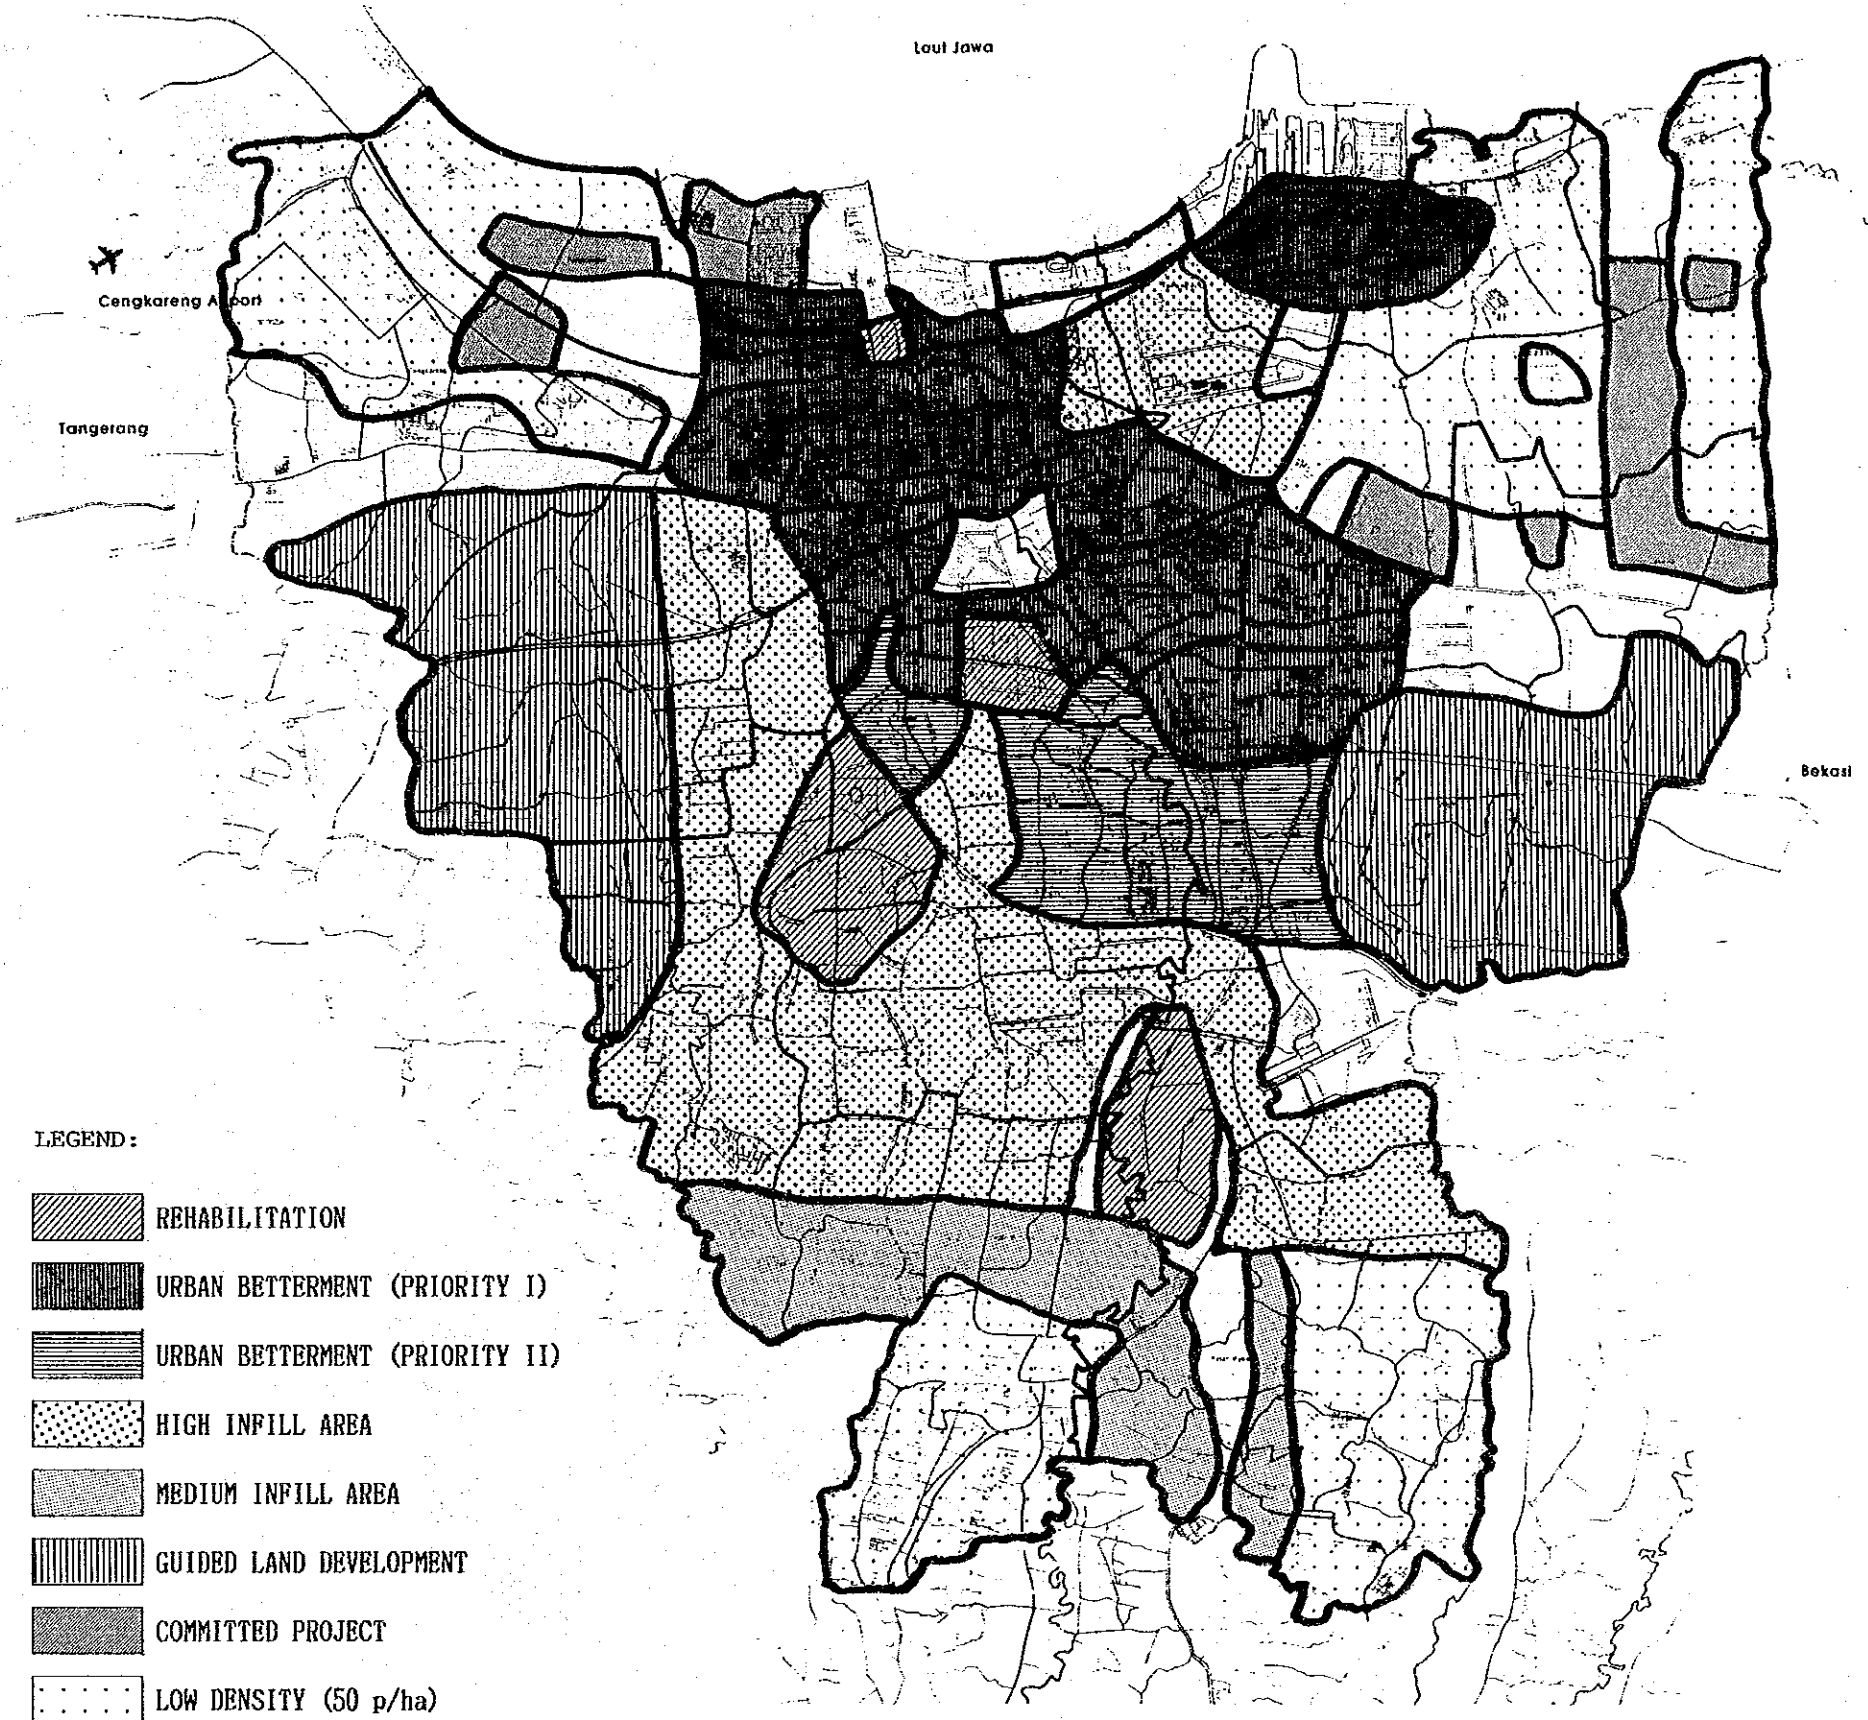 Laut Jawa
Cengkareng Airport
Tangerang
Bekasi
LEGEND:
REHABILITATION
URBAN BETTERMENT (PRIORITY I)
URBAN BETTERMENT (PRIORITY II)
HIGH INFILL AREA
MEDIUM INFILL AREA
GUIDED LAND DEVELOPMENT
COMMITTED PROJECT
LOW DENSITY (50 p/ha)